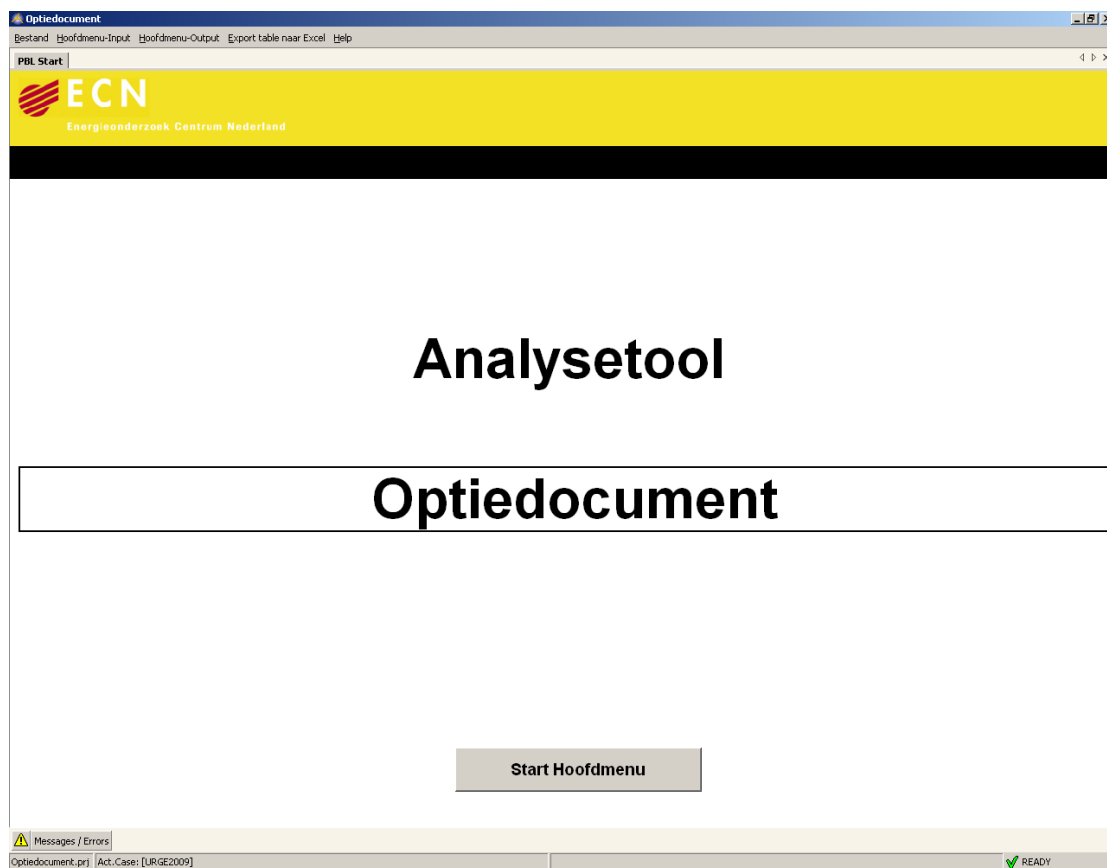 Optiedocument
Bestand Hoofdmenu-Input Hoofdmenu-Output Export table naar Excel Help
PBL Start
ECN
Energieonderzoek Centrum Nederland
Analysetool
Optiedocument
Start Hoofdmenu
Messages / Errors
Optiedocument.prj Act.Case: [URGE2009] READY